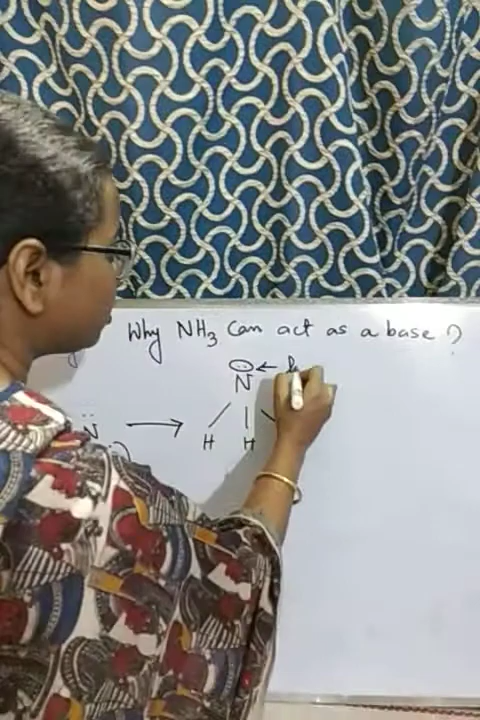 Why NH3 Can act as a base?
N ←
N → H H